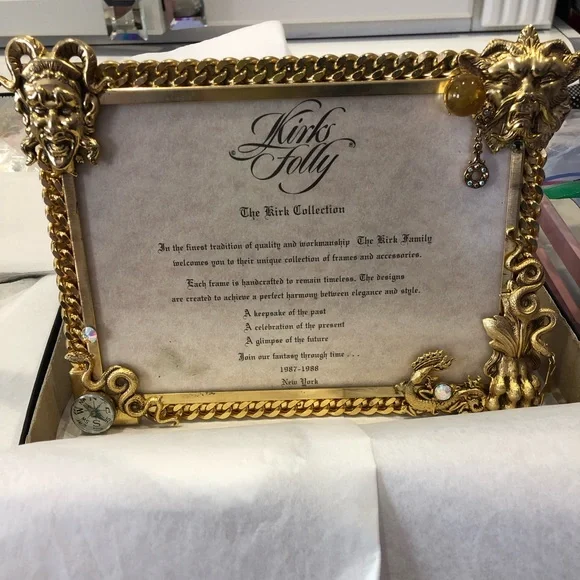 Kirks
Folly
The Kirk Collection
In the finest tradition of quality and workmanship The Kirk Family
welcomes you to their unique collection of frames and accessories.
Each frame is handcrafted to remain timeless. The designs
are created to achieve a perfect harmony between elegance and style.
A keepsake of the past
A celebration of the present
A glimpse of the future
Join our fantasy through time . . .
1987-1988
New York